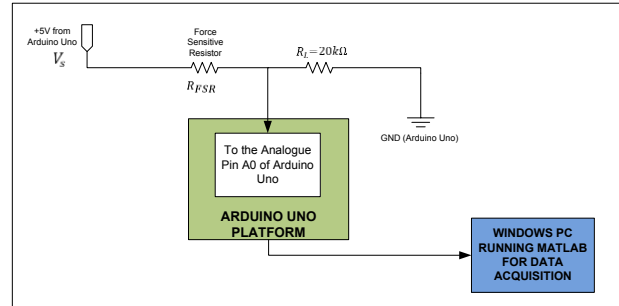 +5V from
Arduino Uno
V_s
Force
Sensitive
Resistor
R_FSR
R_L=20kΩ
GND (Arduino Uno)
To the Analogue
Pin A0 of Arduino
Uno
ARDUINO UNO
PLATFORM
WINDOWS PC
RUNNING MATLAB
FOR DATA
ACQUISITION